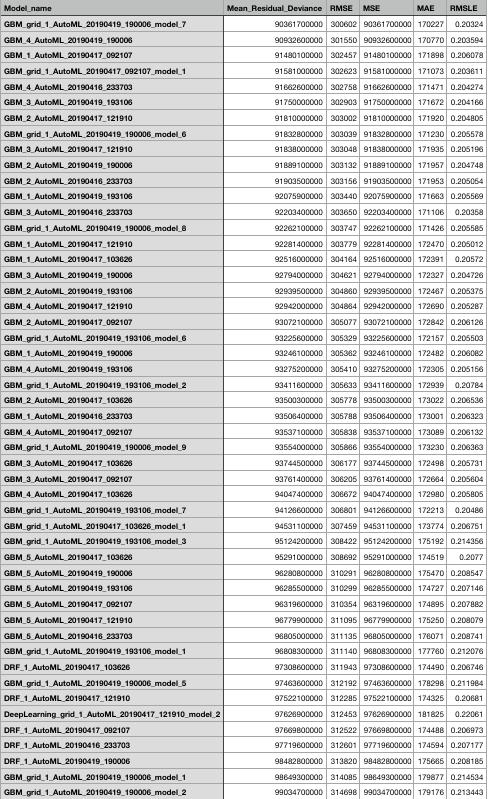 Model_name Mean_Residual_Deviance RMSE MSE MAE RMSLE
GBM_grid_1_AutoML_20190419_190006_model_7 90361700000 300602 90361700000 170227 0.20324
GBM_4_AutoML_20190419_190006 90932600000 301550 90932600000 170770 0.203594
GBM_1_AutoML_20190417_092107 91480100000 302457 91480100000 171898 0.206078
GBM_grid_1_AutoML_20190417_092107_model_1 91581000000 302623 91581000000 171073 0.203611
GBM_4_AutoML_20190416_233703 91662600000 302758 91662600000 171471 0.204274
GBM_3_AutoML_20190419_193106 91750000000 302903 91750000000 171672 0.204166
GBM_2_AutoML_20190417_121910 91810000000 303002 91810000000 171920 0.204805
GBM_grid_1_AutoML_20190419_190006_model_6 91832800000 303039 91832800000 171230 0.205578
GBM_3_AutoML_20190417_121910 91838000000 303048 91838000000 171935 0.205196
GBM_2_AutoML_20190419_190006 91889100000 303132 91889100000 171957 0.204748
GBM_2_AutoML_20190416_233703 91903500000 303156 91903500000 171953 0.205054
GBM_1_AutoML_20190419_193106 92075900000 303440 92075900000 171663 0.205569
GBM_3_AutoML_20190416_233703 92203400000 303650 92203400000 171106 0.20358
GBM_grid_1_AutoML_20190419_190006_model_8 92262100000 303747 92262100000 171426 0.205585
GBM_1_AutoML_20190417_121910 92281400000 303779 92281400000 172470 0.205012
GBM_1_AutoML_20190417_103626 92516000000 304164 92516000000 172391 0.20572
GBM_3_AutoML_20190419_190006 92794000000 304621 92794000000 172327 0.204726
GBM_2_AutoML_20190419_193106 92939500000 304860 92939500000 172467 0.205375
GBM_4_AutoML_20190417_121910 92942000000 304864 92942000000 172690 0.205287
GBM_2_AutoML_20190417_092107 93072100000 305077 93072100000 172842 0.206126
GBM_grid_1_AutoML_20190419_193106_model_6 93225600000 305329 93225600000 172157 0.205503
GBM_1_AutoML_20190419_190006 93246100000 305362 93246100000 172482 0.206082
GBM_4_AutoML_20190419_193106 93275200000 305410 93275200000 172305 0.205156
GBM_grid_1_AutoML_20190419_193106_model_2 93411600000 305633 93411600000 172939 0.20784
GBM_2_AutoML_20190417_103626 93500300000 305778 93500300000 173022 0.206536
GBM_1_AutoML_20190416_233703 93506400000 305788 93506400000 173001 0.206323
GBM_4_AutoML_20190417_092107 93537100000 305838 93537100000 173089 0.206132
GBM_grid_1_AutoML_20190419_190006_model_9 93554000000 305866 93554000000 173230 0.206363
GBM_3_AutoML_20190417_103626 93744500000 306177 93744500000 172498 0.205731
GBM_3_AutoML_20190417_092107 93761400000 306205 93761400000 172664 0.205604
GBM_4_AutoML_20190417_103626 94047400000 306672 94047400000 172980 0.205805
GBM_grid_1_AutoML_20190419_193106_model_7 94126600000 306801 94126600000 172213 0.20486
GBM_grid_1_AutoML_20190417_103626_model_1 94531100000 307459 94531100000 173774 0.206751
GBM_grid_1_AutoML_20190419_193106_model_3 95124200000 308422 95124200000 175192 0.214356
GBM_5_AutoML_20190417_103626 95291000000 308692 95291000000 174519 0.2077
GBM_5_AutoML_20190419_190006 96280800000 310291 96280800000 175470 0.208547
GBM_5_AutoML_20190419_193106 96285500000 310299 96285500000 174727 0.207146
GBM_5_AutoML_20190417_092107 96319600000 310354 96319600000 174895 0.207882
GBM_5_AutoML_20190417_121910 96779900000 311095 96779900000 175250 0.208079
GBM_5_AutoML_20190416_233703 96805000000 311135 96805000000 176071 0.208741
GBM_grid_1_AutoML_20190419_193106_model_1 96808300000 311140 96808300000 177760 0.212076
DRF_1_AutoML_20190417_103626 97308600000 311943 97308600000 174490 0.206746
GBM_grid_1_AutoML_20190419_190006_model_5 97463600000 312192 97463600000 178298 0.211984
DRF_1_AutoML_20190417_121910 97522100000 312285 97522100000 174325 0.20681
DeepLearning_grid_1_AutoML_20190417_121910_model_2 97626900000 312453 97626900000 181825 0.22061
DRF_1_AutoML_20190417_092107 97669800000 312522 97669800000 174488 0.206973
DRF_1_AutoML_20190416_233703 97719600000 312601 97719600000 174594 0.207177
DRF_1_AutoML_20190419_190006 98482800000 313820 98482800000 175665 0.208185
GBM_grid_1_AutoML_20190419_190006_model_1 98649300000 314085 98649300000 179877 0.214534
GBM_grid_1_AutoML_20190419_190006_model_2 99034700000 314698 99034700000 179176 0.213443